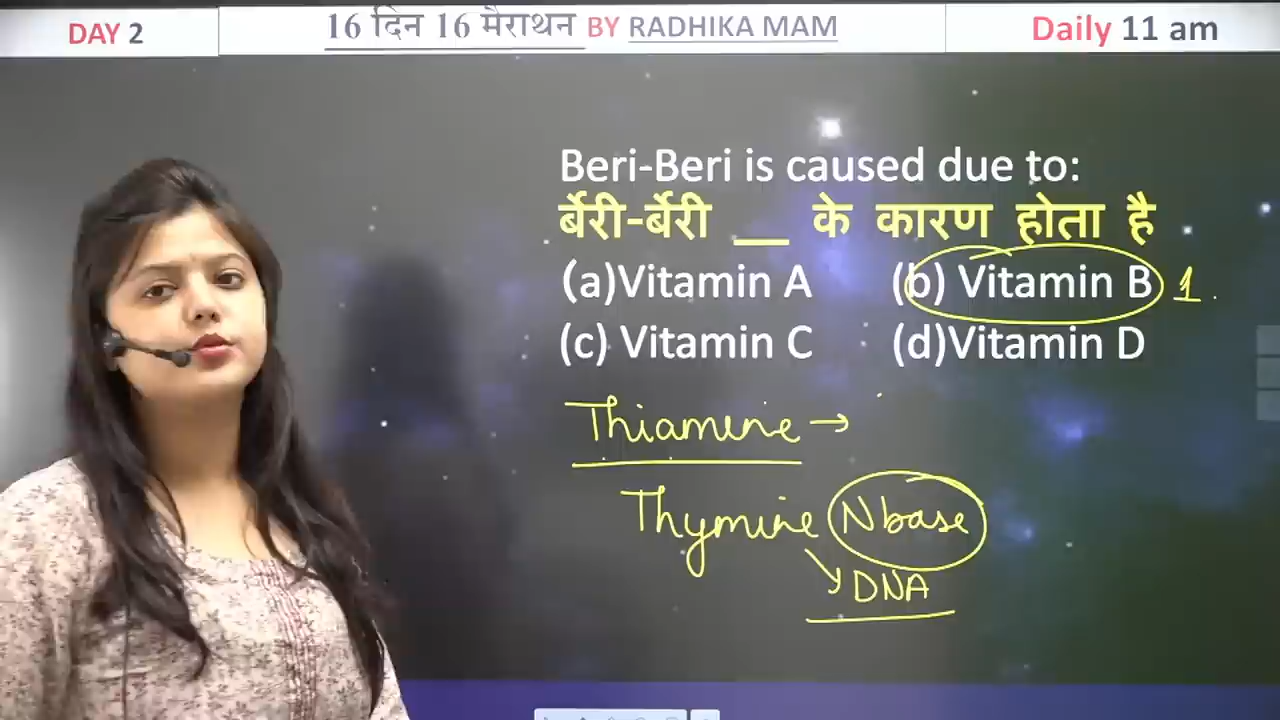 DAY 2
16 दिन 16 मैराथन BY RADHIKA MAM
Daily 11 am
Beri-Beri is caused due to:
बेंरी-बेंरी __ के कारण होता है
(a)Vitamin A (b) Vitamin B 1.
(c) Vitamin C (d)Vitamin D
Thiamine →
Thymine Nbase
↘ DNA